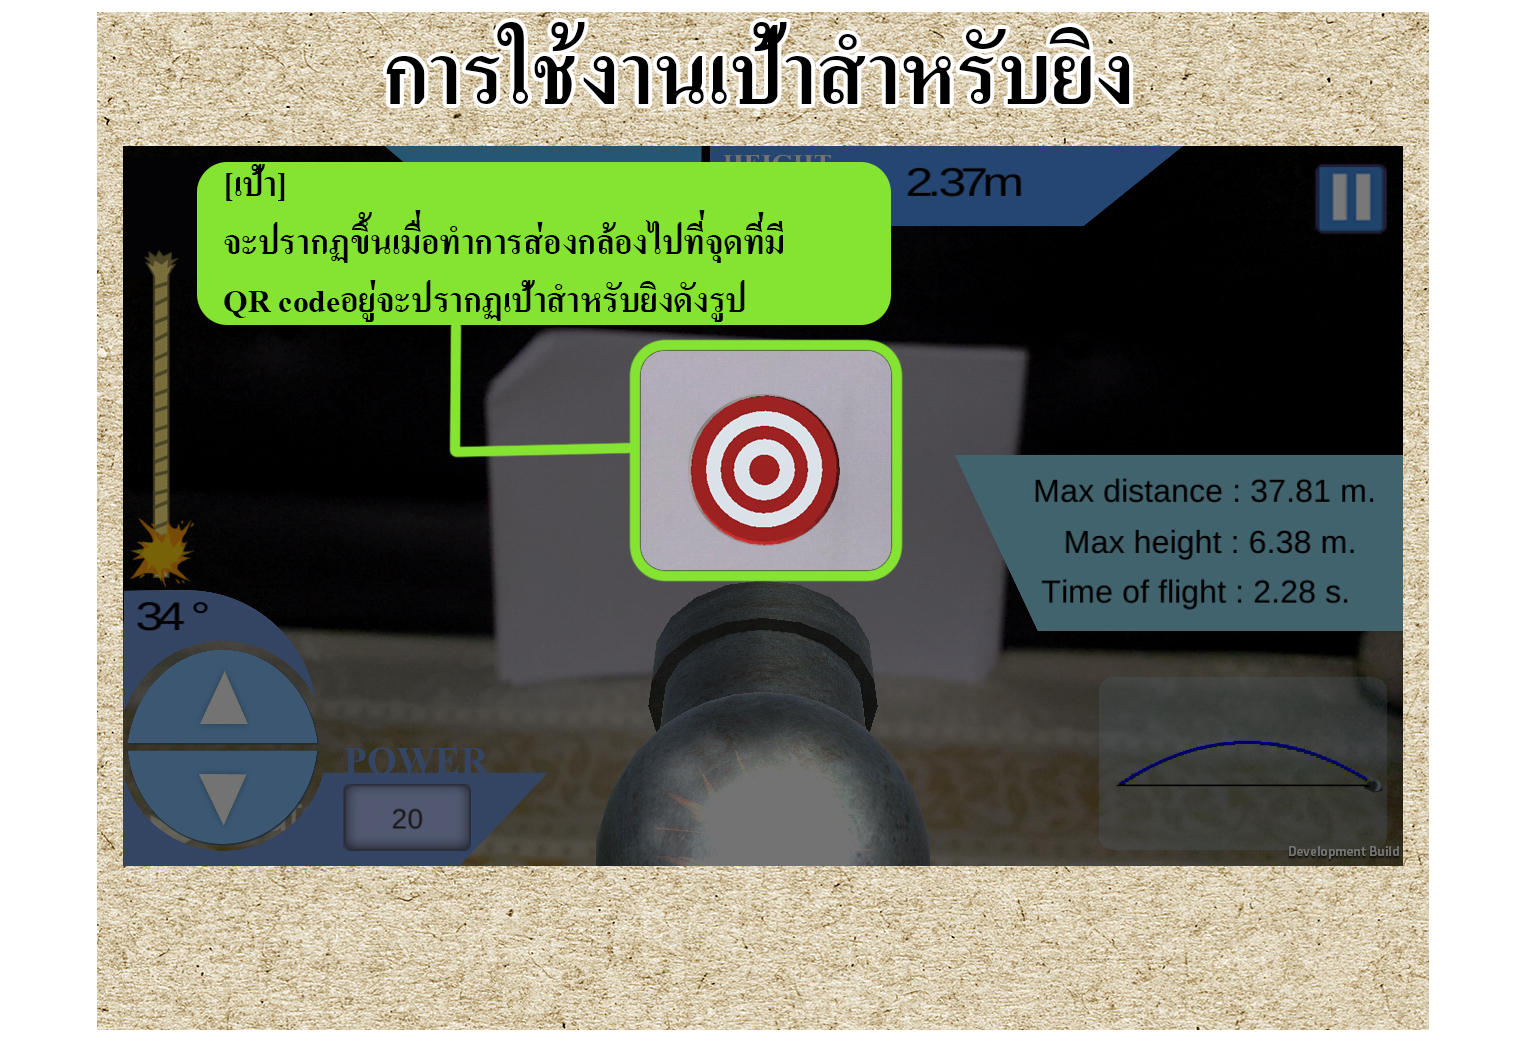 การใช้งานเป้าสำหรับยิง
HEIGHT
2.37m
[เป้า]
จะปรากฏขึ้นเมื่อทำการส่องกล้องไปที่จุดที่มี
QR codeอยู่จะปรากฏเป้าสำหรับยิงดังรูป
Max distance : 37.81 m.
Max height : 6.38 m.
Time of flight : 2.28 s.
34 °
POWER
20
Development Build